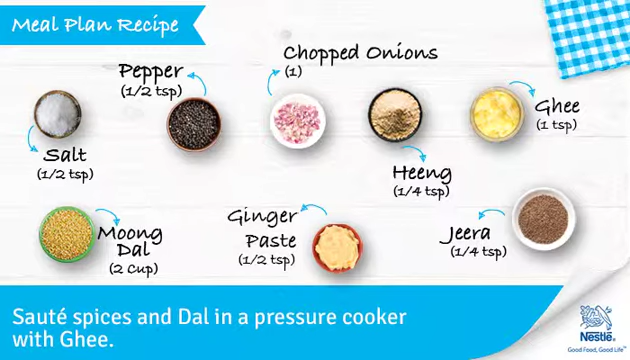 Meal Plan Recipe
Chopped Onions
(1)
Pepper
(1/2 tsp)
Ghee
(1 tsp)
Salt
(1/2 tsp)
Heeng
(1/4 tsp)
Moong
Dal
(2 Cup)
Ginger
Paste
(1/2 tsp)
Jeera
(1/4 tsp)
Sauté spices and Dal in a pressure cooker
with Ghee.
Nestlé
Good Food, Good Life™